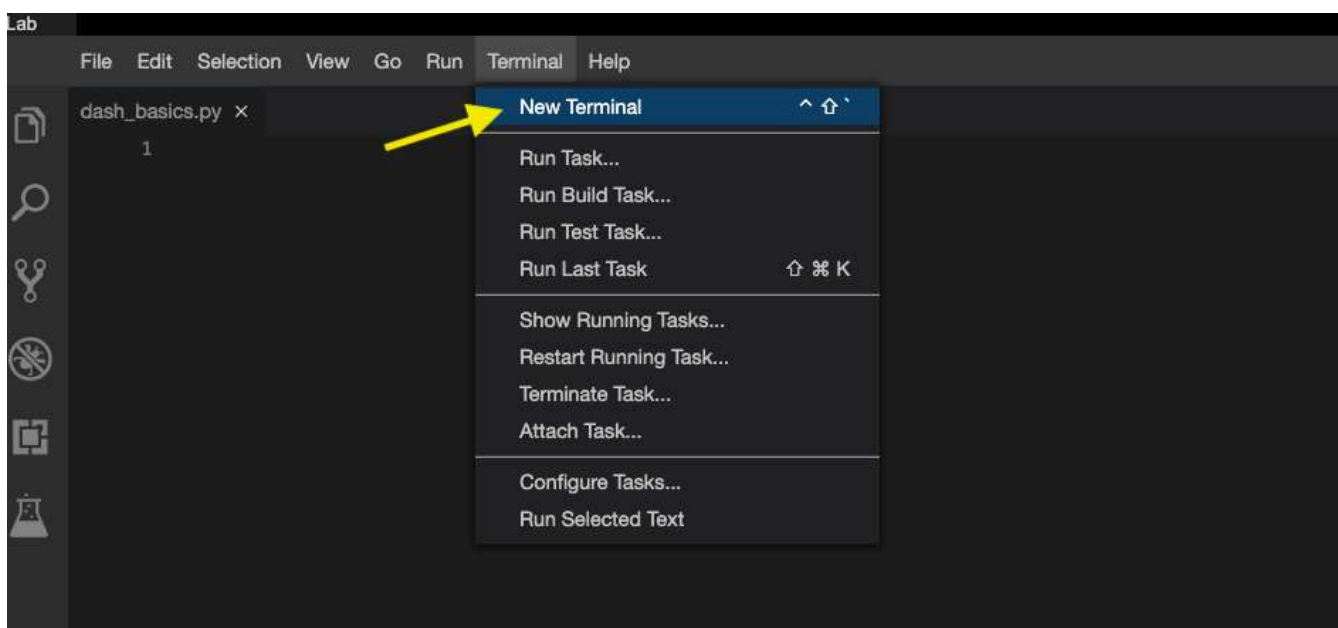 Lab
File Edit Selection View Go Run Terminal Help
dash_basics.py ×
1
New Terminal ^ ⇧ `
Run Task...
Run Build Task...
Run Test Task...
Run Last Task ⇧ ⌘ K
Show Running Tasks...
Restart Running Task...
Terminate Task...
Attach Task...
Configure Tasks...
Run Selected Text